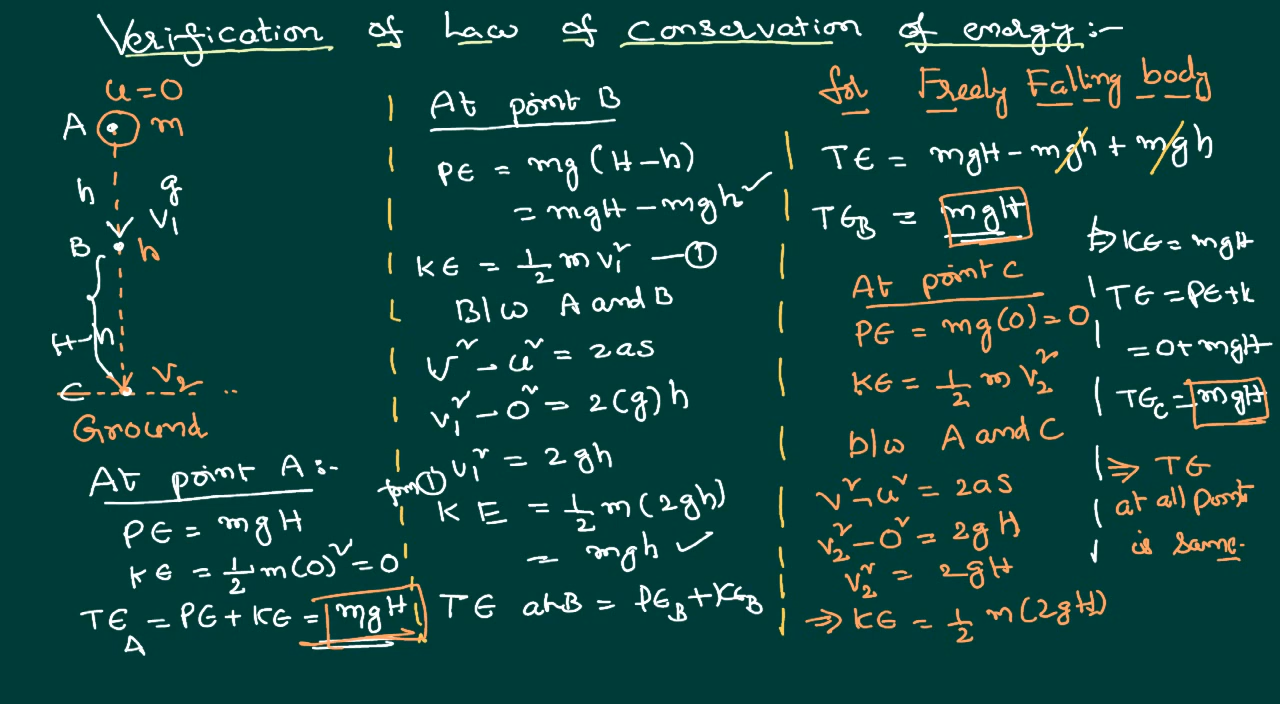 Verification of Law of Conservation of energy:-
for Freely Falling body
u=0
A m
h g
V₁
B h
H-h
C V₂
Ground
At point A :-
PE = mgH
KE = 1/2 m(0)² = 0
TE_A = PE + KE = mgH
At point B
PE = mg (H-h)
= mgH - mgh ✓
KE = 1/2 m v₁² — ①
B/w A and B
v² - u² = 2as
v₁² - 0² = 2(g)h
v₁² = 2gh
from ①
KE = 1/2 m (2gh)
= mgh ✓
TE at B = PE_B + KE_B
TE = mgH - mgh + mgh
TE_B = mgH
At point C
PE = mg(0) = 0
KE = 1/2 m V₂²
b/w A and C
v² - u² = 2as
v₂² - 0² = 2gH
v₂² = 2gH
⇒ KE = 1/2 m (2gH)
⇒ KE = mgH
TE = PE + K
= 0 + mgH
TE_C = mgH
⇒ TE
at all point
is same.